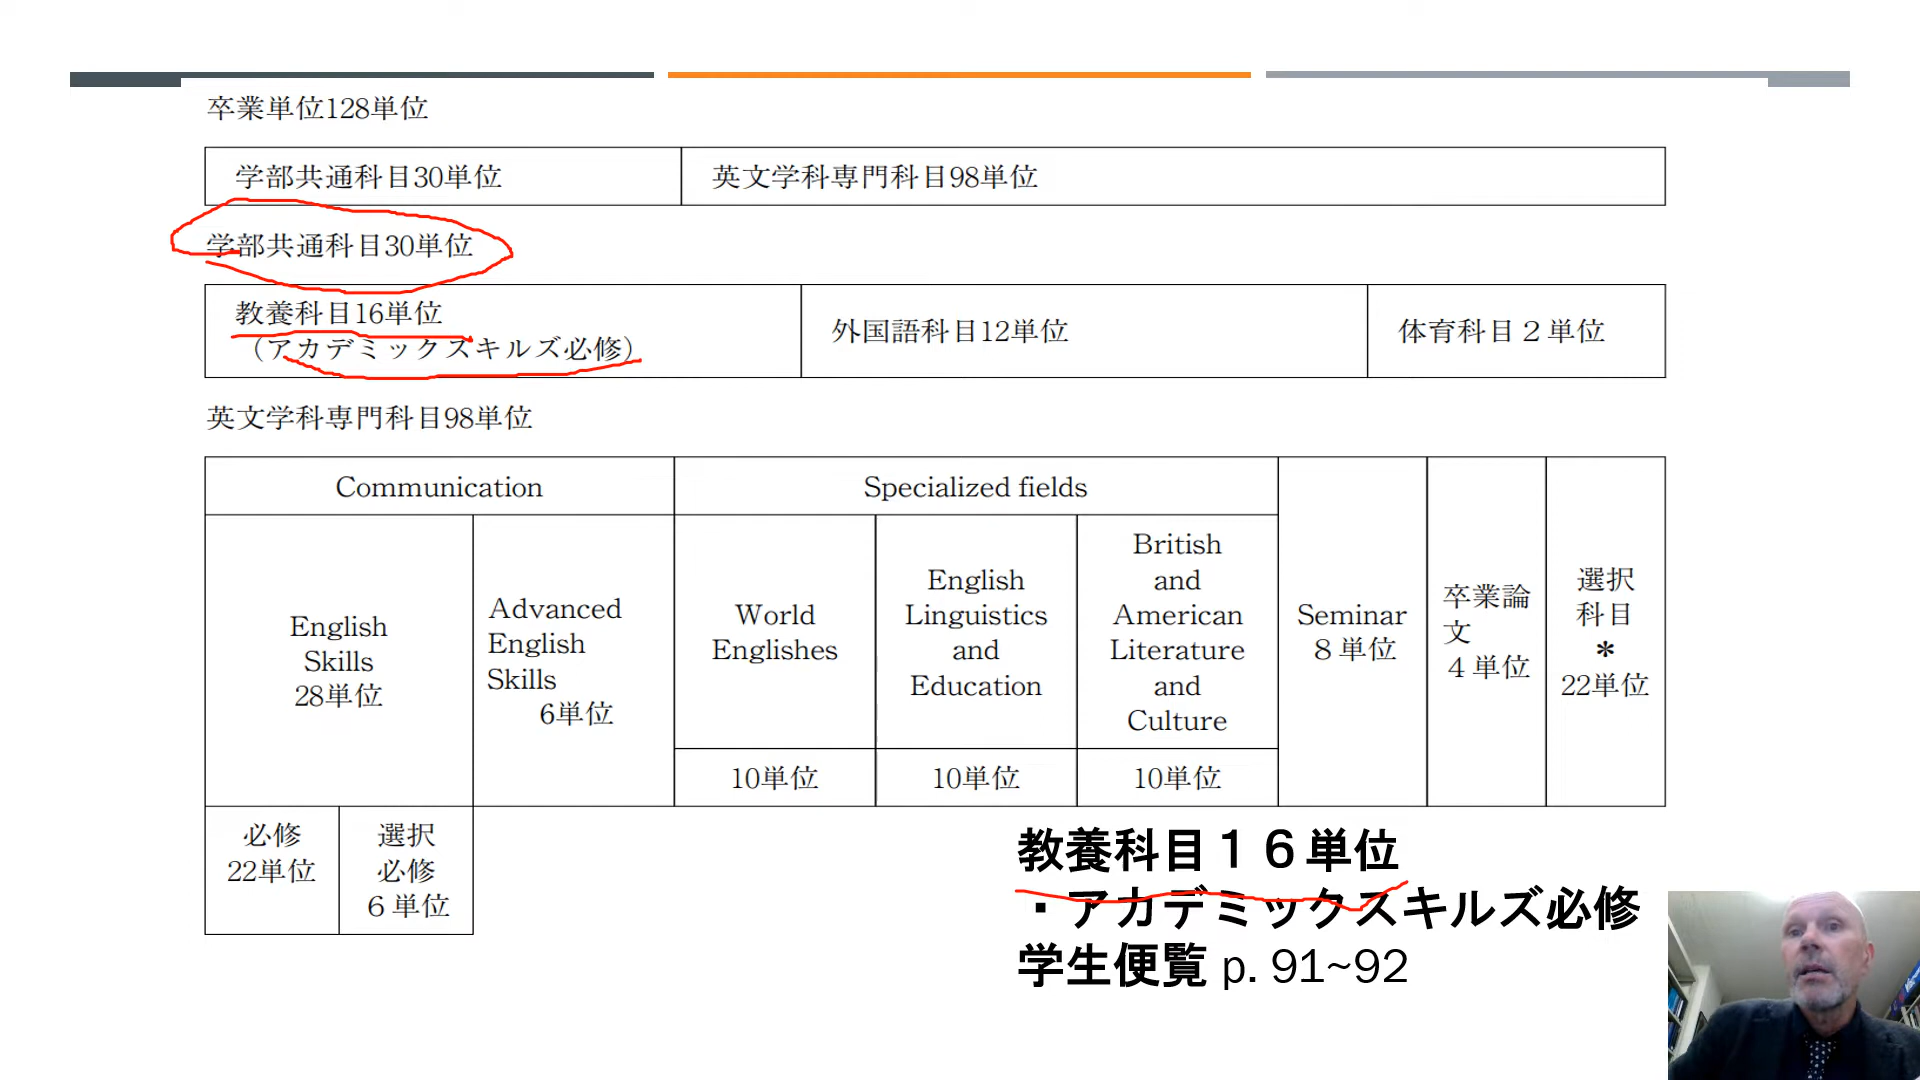 卒業単位128単位
学部共通科目30単位
英文学科専門科目98単位
学部共通科目30単位
教養科目16単位
（アカデミックスキルズ必修）
外国語科目12単位
体育科目２単位
英文学科専門科目98単位
Communication
Specialized fields
English
Skills
28単位
Advanced
English
Skills
6単位
World
Englishes
10単位
English
Linguistics
and
Education
10単位
British
and
American
Literature
and
Culture
10単位
Seminar
８単位
卒業論
文
４単位
選択
科目
＊
22単位
必修
22単位
選択
必修
６単位
教養科目１６単位
・アカデミックスキルズ必修
学生便覧 p. 91~92